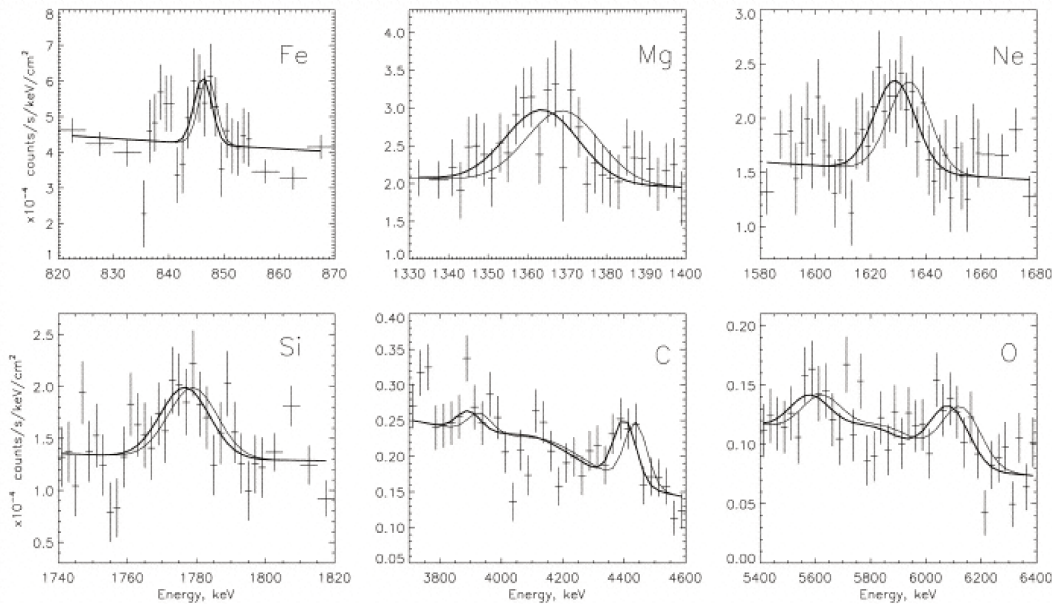 ×10⁻⁴ counts/s/keV/cm²
8
7
6
5
4
3
2
1
Fe
820 830 840 850 860 870
4.0
3.5
3.0
2.5
2.0
1.5
1.0
Mg
1330 1340 1350 1360 1370 1380 1390 1400
3.0
2.5
2.0
1.5
1.0
Ne
1580 1600 1620 1640 1660 1680
×10⁻⁴ counts/s/keV/cm²
2.5
2.0
1.5
1.0
0.5
Si
1740 1760 1780 1800 1820
Energy, keV
0.40
0.35
0.30
0.25
0.20
0.15
0.10
0.05
C
3800 4000 4200 4400 4600
Energy, keV
0.20
0.15
0.10
0.05
0.00
O
5400 5600 5800 6000 6200 6400
Energy, keV